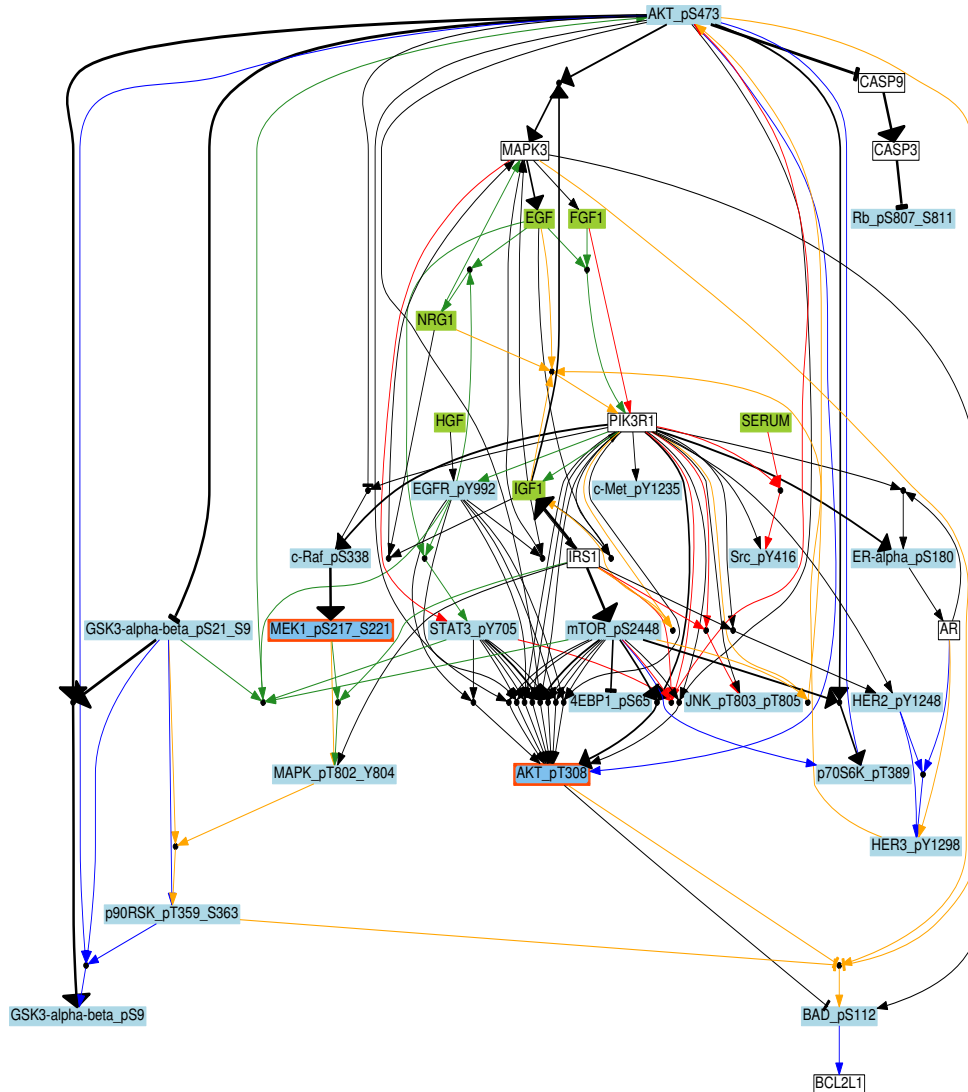 AKT_pS473
CASP9
MAPK3
CASP3
EGF
FGF1
Rb_pS807_S811
NRG1
HGF
PIK3R1
SERUM
EGFR_pY992
IGF1
c-Met_pY1235
c-Raf_pS338
IRS1
Src_pY416
ER-alpha_pS180
GSK3-alpha-beta_pS21_S9
MEK1_pS217_S221
STAT3_pY705
mTOR_pS2448
AR
4EBP1_pS65
JNK_pT803_pT805
HER2_pY1248
MAPK_pT802_Y804
AKT_pT308
p70S6K_pT389
HER3_pY1298
p90RSK_pT359_S363
GSK3-alpha-beta_pS9
BAD_pS112
BCL2L1